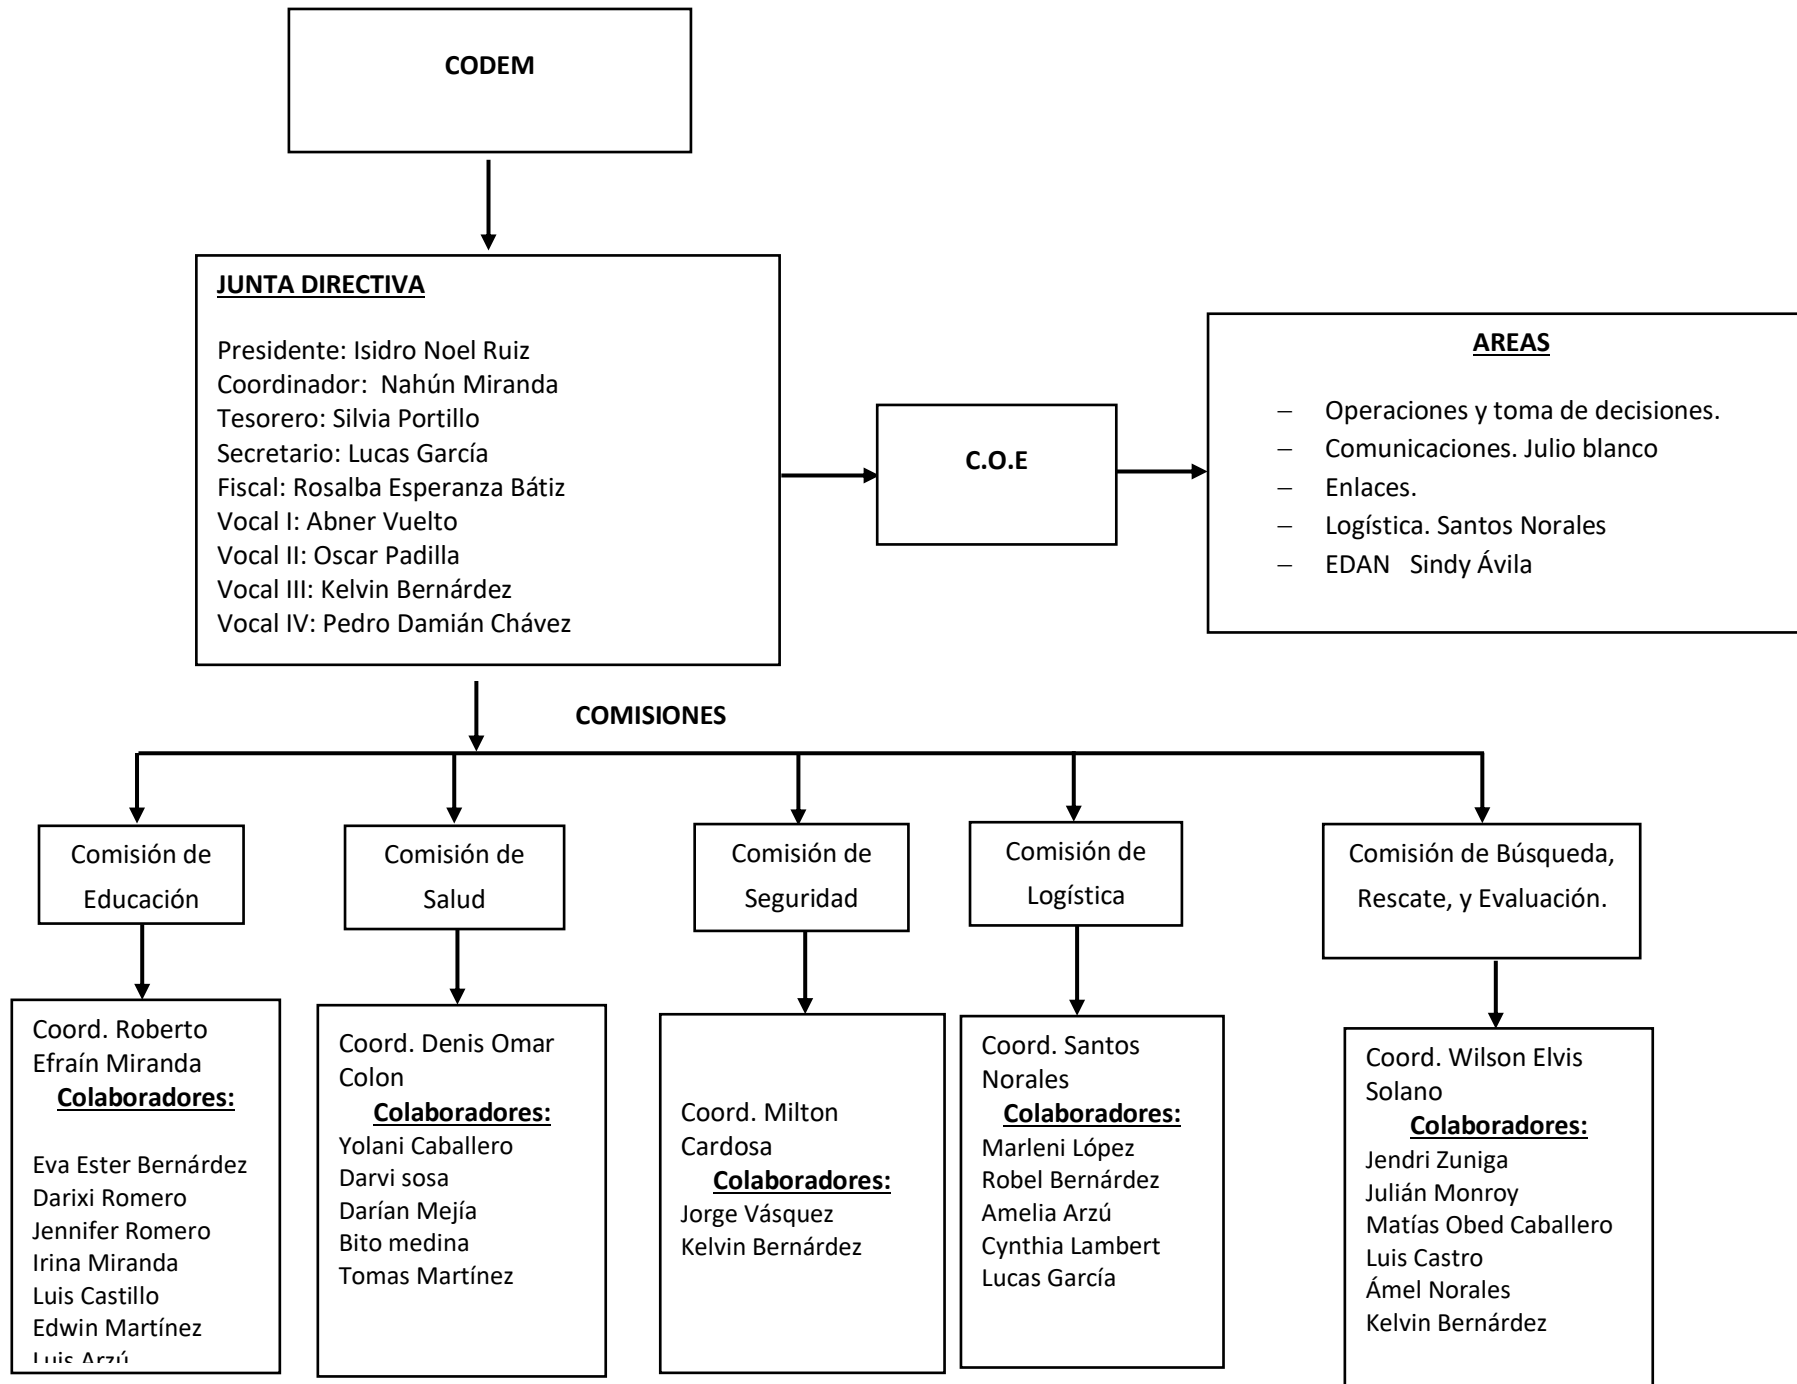 CODEM
JUNTA DIRECTIVA
Presidente: Isidro Noel Ruiz
Coordinador: Nahún Miranda
Tesorero: Silvia Portillo
Secretario: Lucas García
Fiscal: Rosalba Esperanza Bátiz
Vocal I: Abner Vuelto
Vocal II: Oscar Padilla
Vocal III: Kelvin Bernárdez
Vocal IV: Pedro Damián Chávez
C.O.E
AREAS
– Operaciones y toma de decisiones.
– Comunicaciones. Julio blanco
– Enlaces.
– Logística. Santos Norales
– EDAN Sindy Ávila
COMISIONES
Comisión de
Educación
Coord. Roberto
Efraín Miranda
Colaboradores:
Eva Ester Bernárdez
Darixi Romero
Jennifer Romero
Irina Miranda
Luis Castillo
Edwin Martínez
Luis Arzú
Comisión de
Salud
Coord. Denis Omar
Colon
Colaboradores:
Yolani Caballero
Darvi sosa
Darían Mejía
Bito medina
Tomas Martínez
Comisión de
Seguridad
Coord. Milton
Cardosa
Colaboradores:
Jorge Vásquez
Kelvin Bernárdez
Comisión de
Logística
Coord. Santos
Norales
Colaboradores:
Marleni López
Robel Bernárdez
Amelia Arzú
Cynthia Lambert
Lucas García
Comisión de Búsqueda,
Rescate, y Evaluación.
Coord. Wilson Elvis
Solano
Colaboradores:
Jendri Zuniga
Julián Monroy
Matías Obed Caballero
Luis Castro
Ámel Norales
Kelvin Bernárdez